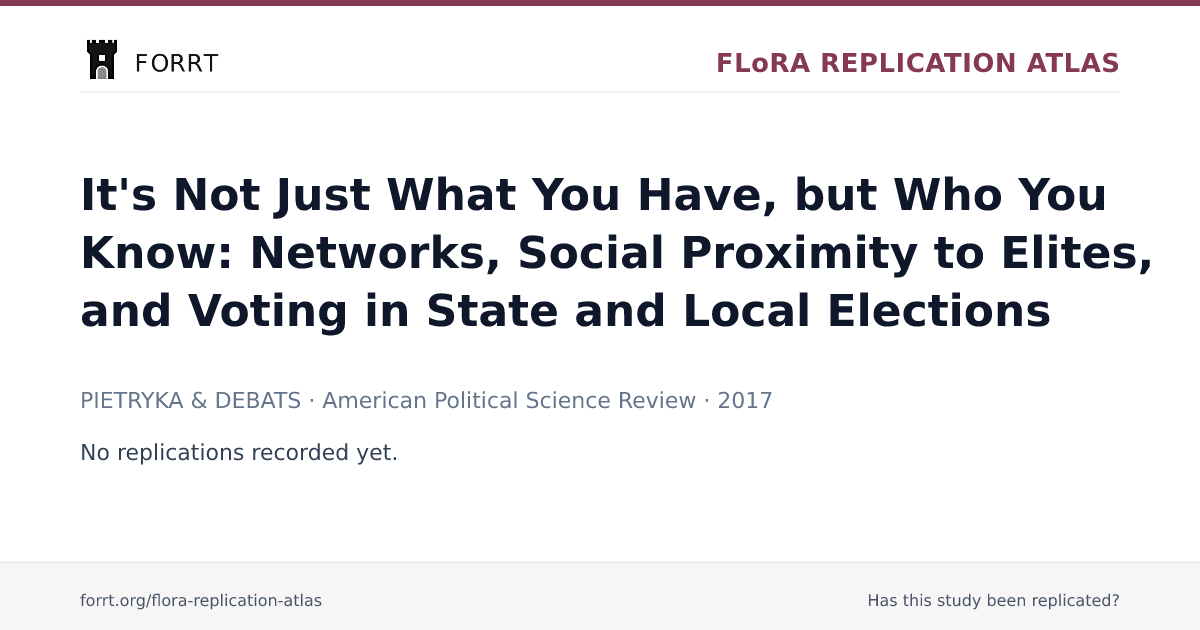 FORRT
FLoRA REPLICATION ATLAS
It's Not Just What You Have, but Who You
Know: Networks, Social Proximity to Elites,
and Voting in State and Local Elections
PIETRYKA & DEBATS · American Political Science Review · 2017
No replications recorded yet.
forrt.org/flora-replication-atlas
Has this study been replicated?